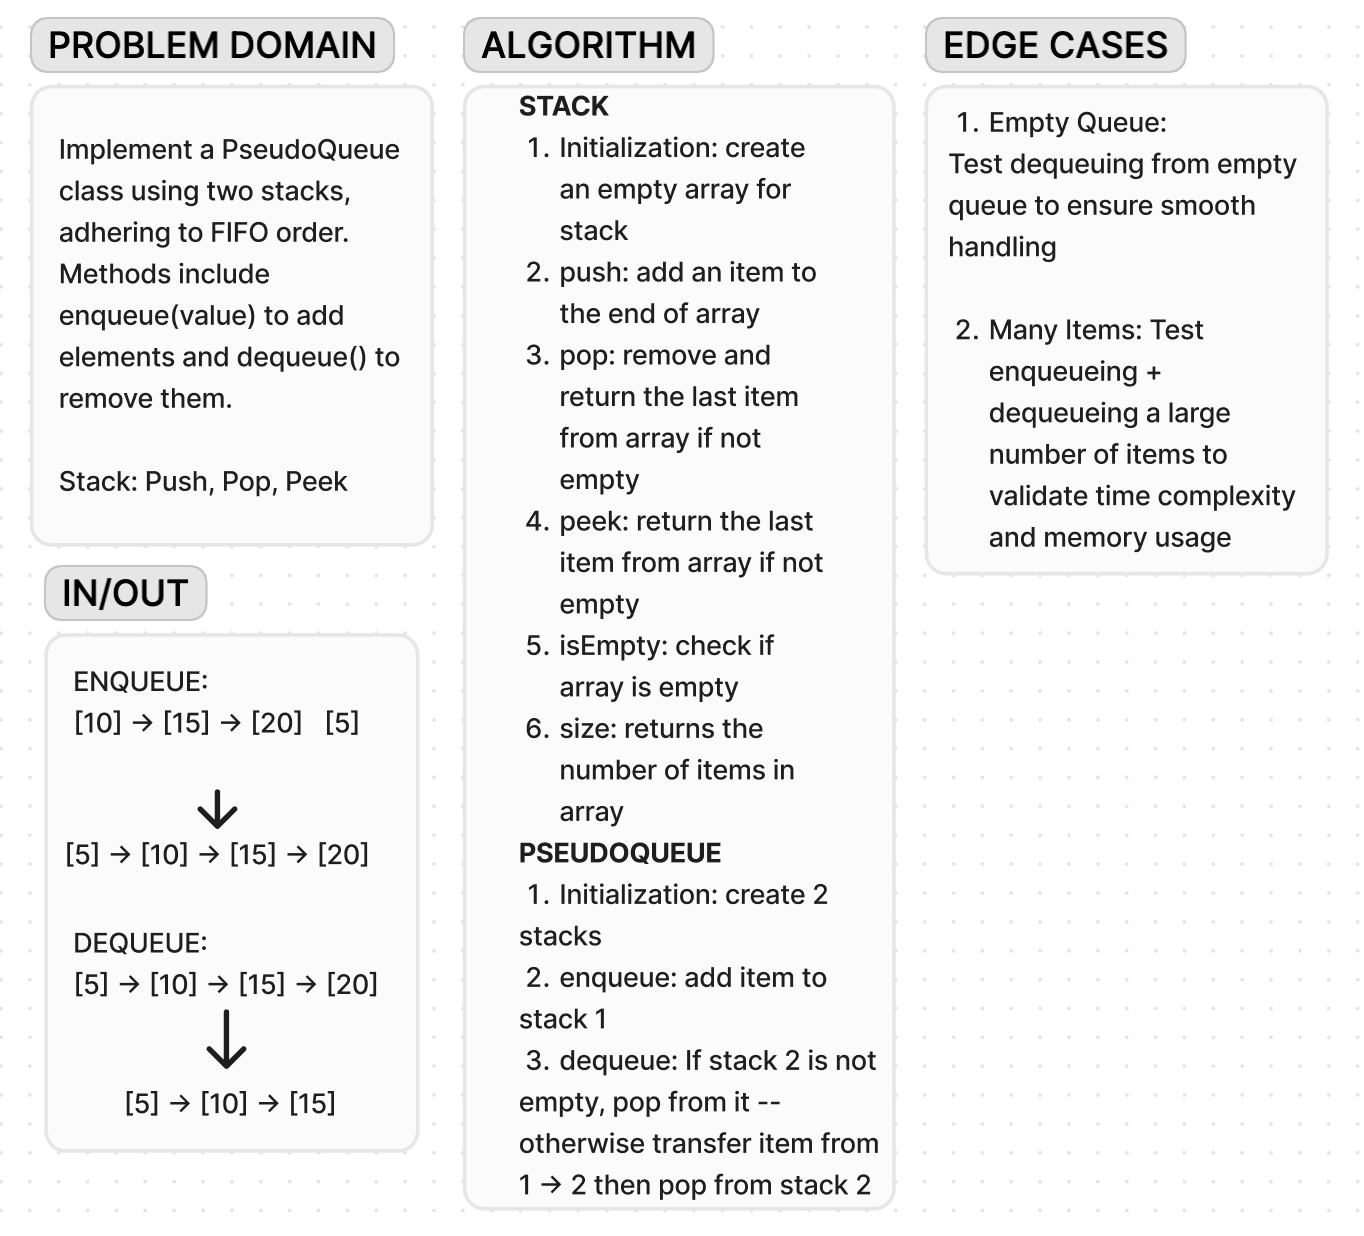 PROBLEM DOMAIN
Implement a PseudoQueue
class using two stacks,
adhering to FIFO order.
Methods include
enqueue(value) to add
elements and dequeue() to
remove them.
Stack: Push, Pop, Peek
IN/OUT
ENQUEUE:
[10] → [15] → [20] [5]
[5] → [10] → [15] → [20]
DEQUEUE:
[5] → [10] → [15] → [20]
[5] → [10] → [15]
ALGORITHM
STACK
1. Initialization: create
an empty array for
stack
2. push: add an item to
the end of array
3. pop: remove and
return the last item
from array if not
empty
4. peek: return the last
item from array if not
empty
5. isEmpty: check if
array is empty
6. size: returns the
number of items in
array
PSEUDOQUEUE
1. Initialization: create 2
stacks
2. enqueue: add item to
stack 1
3. dequeue: If stack 2 is not
empty, pop from it --
otherwise transfer item from
1 → 2 then pop from stack 2
EDGE CASES
1. Empty Queue:
Test dequeuing from empty
queue to ensure smooth
handling
2. Many Items: Test
enqueueing +
dequeueing a large
number of items to
validate time complexity
and memory usage